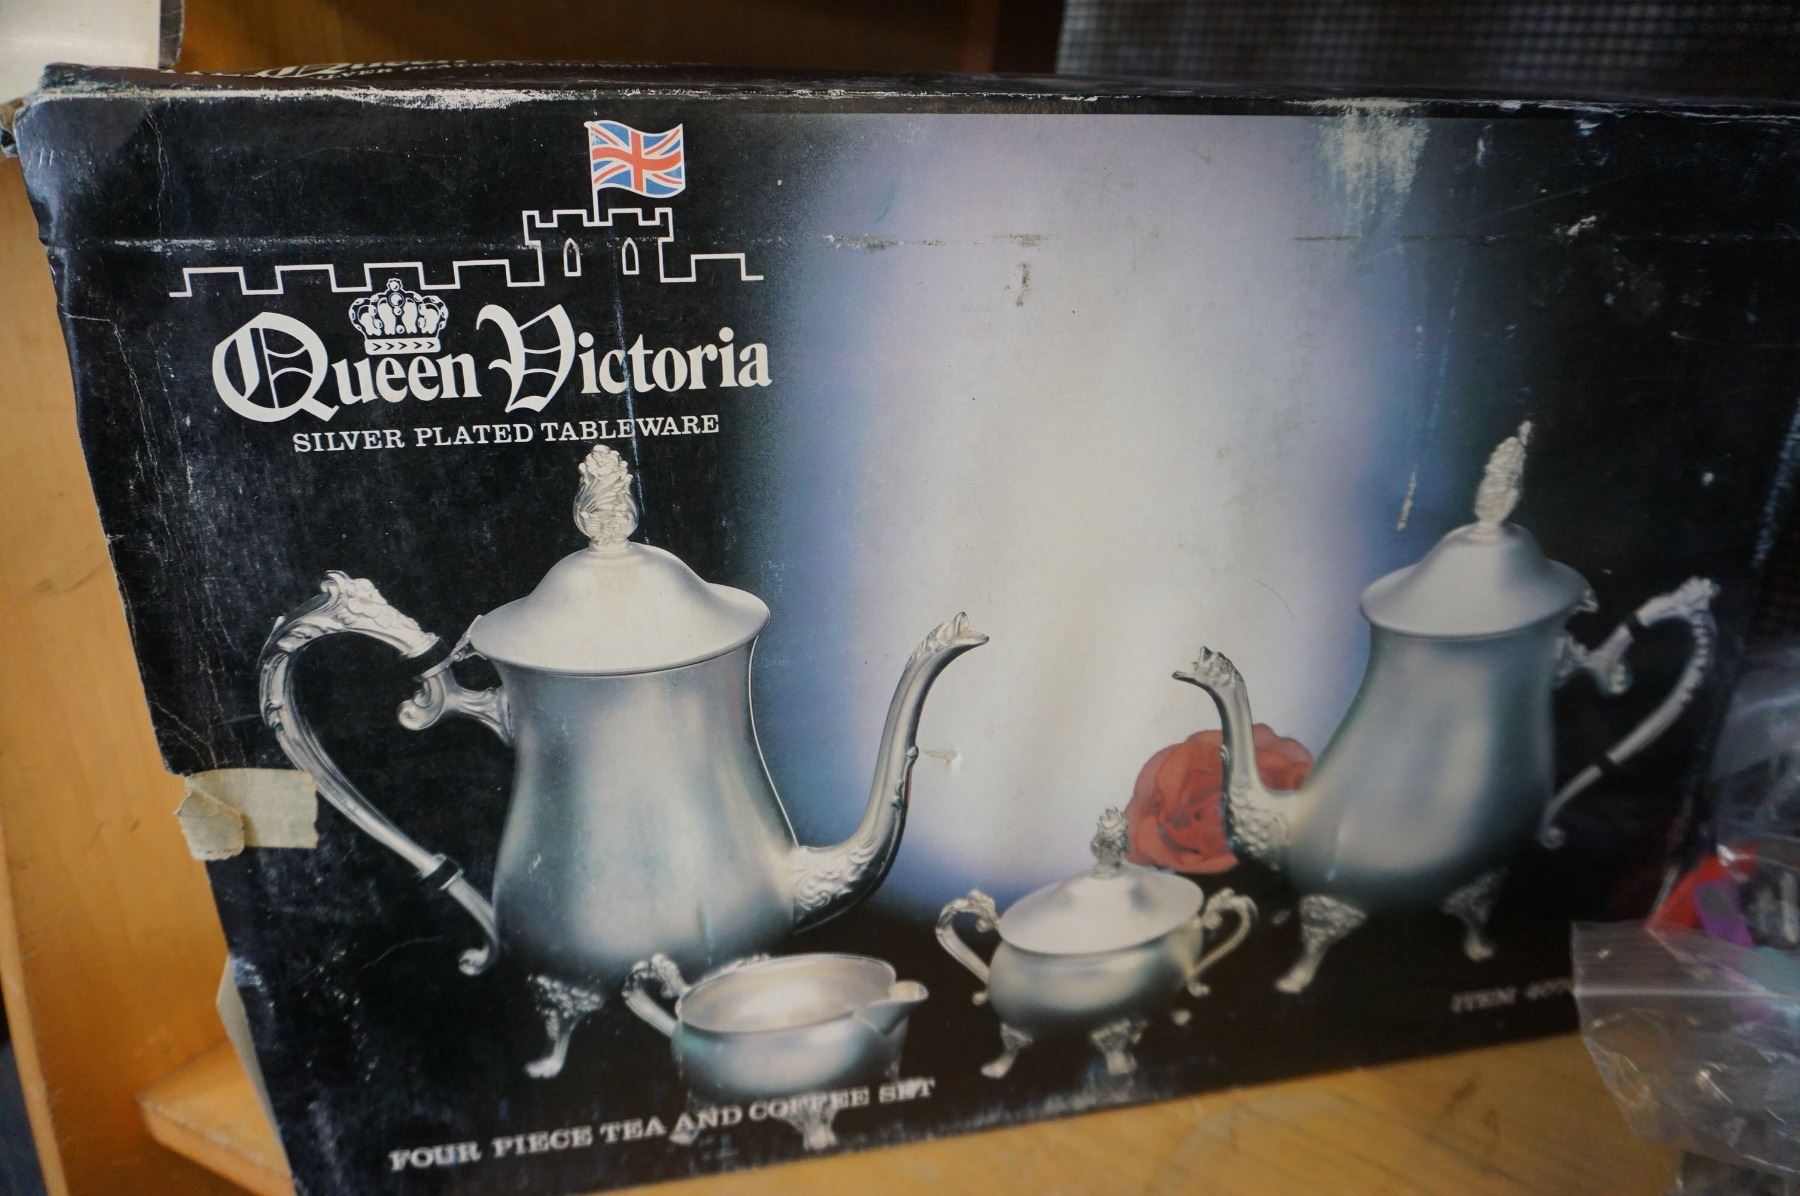 Queen Victoria
SILVER PLATED TABLEWARE
FOUR PIECE TEA AND COFFEE SET
ITEM